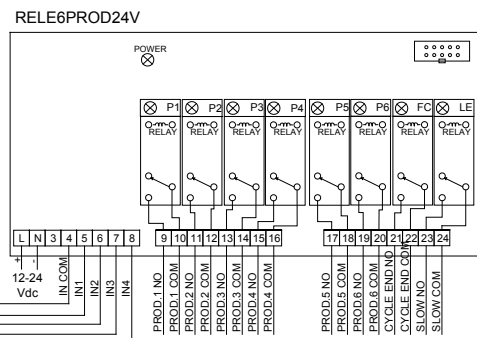 RELE6PROD24V
POWER
P1 P2 P3 P4 P5 P6 FC LE
RELAY RELAY RELAY RELAY RELAY RELAY RELAY RELAY
L N 3 4 5 6 7 8 9 10 11 12 13 14 15 16 17 18 19 20 21 22 23 24
+ -
12-24
Vdc
IN COM
IN1
IN2
IN3
IN4
PROD.1 NO
PROD.1 COM
PROD.2 NO
PROD.2 COM
PROD.3 NO
PROD.3 COM
PROD.4 NO
PROD.4 COM
PROD.5 NO
PROD.5 COM
PROD.6 NO
PROD.6 COM
CYCLE END NO
CYCLE END COM
SLOW NO
SLOW COM